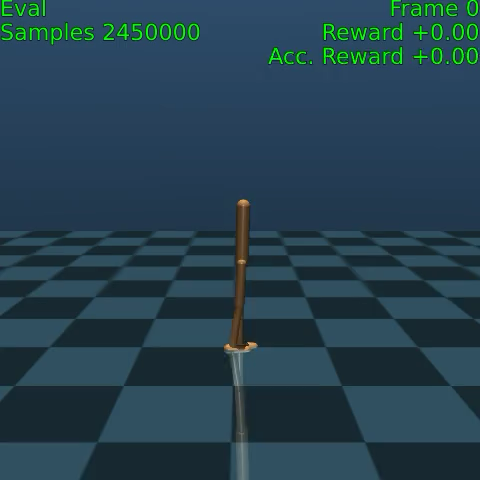 Eval
Samples 2450000
Frame 0
Reward +0.00
Acc. Reward +0.00